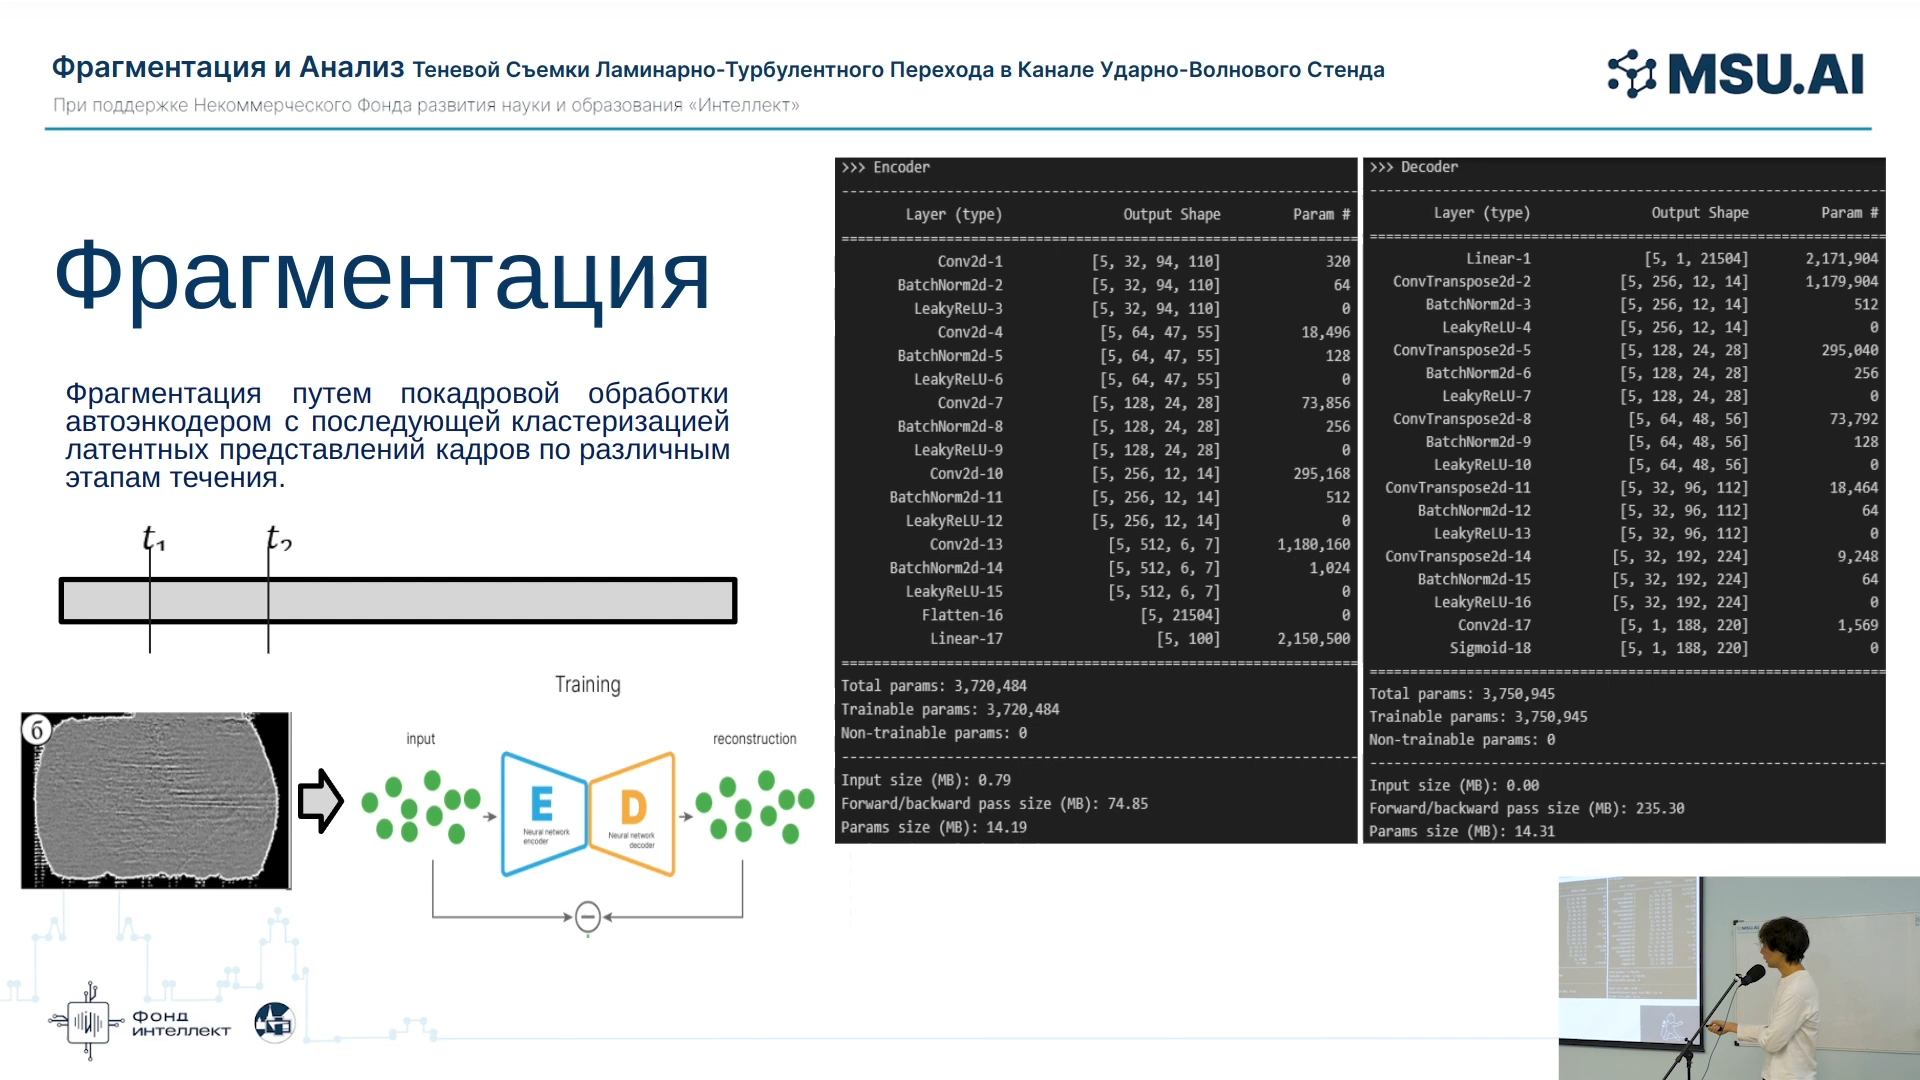 Фрагментация и Анализ Теневой Съемки Ламинарно-Турбулентного Перехода в Канале Ударно-Волнового Стенда
При поддержке Некоммерческого Фонда развития науки и образования «Интеллект»
MSU.AI
Фрагментация
Фрагментация путем покадровой обработки
автоэнкодером с последующей кластеризацией
латентных представлений кадров по различным
этапам течения.
t1 t2
б
Training
input
reconstruction
E
Neural network
encoder
D
Neural network
decoder
ФОНД
ИНТЕЛЛЕКТ
>>> Encoder
Layer (type) Output Shape Param #
Conv2d-1 [5, 32, 94, 110] 320
BatchNorm2d-2 [5, 32, 94, 110] 64
LeakyReLU-3 [5, 32, 94, 110] 0
Conv2d-4 [5, 64, 47, 55] 18,496
BatchNorm2d-5 [5, 64, 47, 55] 128
LeakyReLU-6 [5, 64, 47, 55] 0
Conv2d-7 [5, 128, 24, 28] 73,856
BatchNorm2d-8 [5, 128, 24, 28] 256
LeakyReLU-9 [5, 128, 24, 28] 0
Conv2d-10 [5, 256, 12, 14] 295,168
BatchNorm2d-11 [5, 256, 12, 14] 512
LeakyReLU-12 [5, 256, 12, 14] 0
Conv2d-13 [5, 512, 6, 7] 1,180,160
BatchNorm2d-14 [5, 512, 6, 7] 1,024
LeakyReLU-15 [5, 512, 6, 7] 0
Flatten-16 [5, 21504] 0
Linear-17 [5, 100] 2,150,500
Total params: 3,720,484
Trainable params: 3,720,484
Non-trainable params: 0
Input size (MB): 0.79
Forward/backward pass size (MB): 74.85
Params size (MB): 14.19
>>> Decoder
Layer (type) Output Shape Param #
Linear-1 [5, 1, 21504] 2,171,904
ConvTranspose2d-2 [5, 256, 12, 14] 1,179,904
BatchNorm2d-3 [5, 256, 12, 14] 512
LeakyReLU-4 [5, 256, 12, 14] 0
ConvTranspose2d-5 [5, 128, 24, 28] 295,040
BatchNorm2d-6 [5, 128, 24, 28] 256
LeakyReLU-7 [5, 128, 24, 28] 0
ConvTranspose2d-8 [5, 64, 48, 56] 73,792
BatchNorm2d-9 [5, 64, 48, 56] 128
LeakyReLU-10 [5, 64, 48, 56] 0
ConvTranspose2d-11 [5, 32, 96, 112] 18,464
BatchNorm2d-12 [5, 32, 96, 112] 64
LeakyReLU-13 [5, 32, 96, 112] 0
ConvTranspose2d-14 [5, 32, 192, 224] 9,248
BatchNorm2d-15 [5, 32, 192, 224] 64
LeakyReLU-16 [5, 32, 192, 224] 0
Conv2d-17 [5, 1, 188, 220] 1,569
Sigmoid-18 [5, 1, 188, 220] 0
Total params: 3,750,945
Trainable params: 3,750,945
Non-trainable params: 0
Input size (MB): 0.00
Forward/backward pass size (MB): 235.30
Params size (MB): 14.31